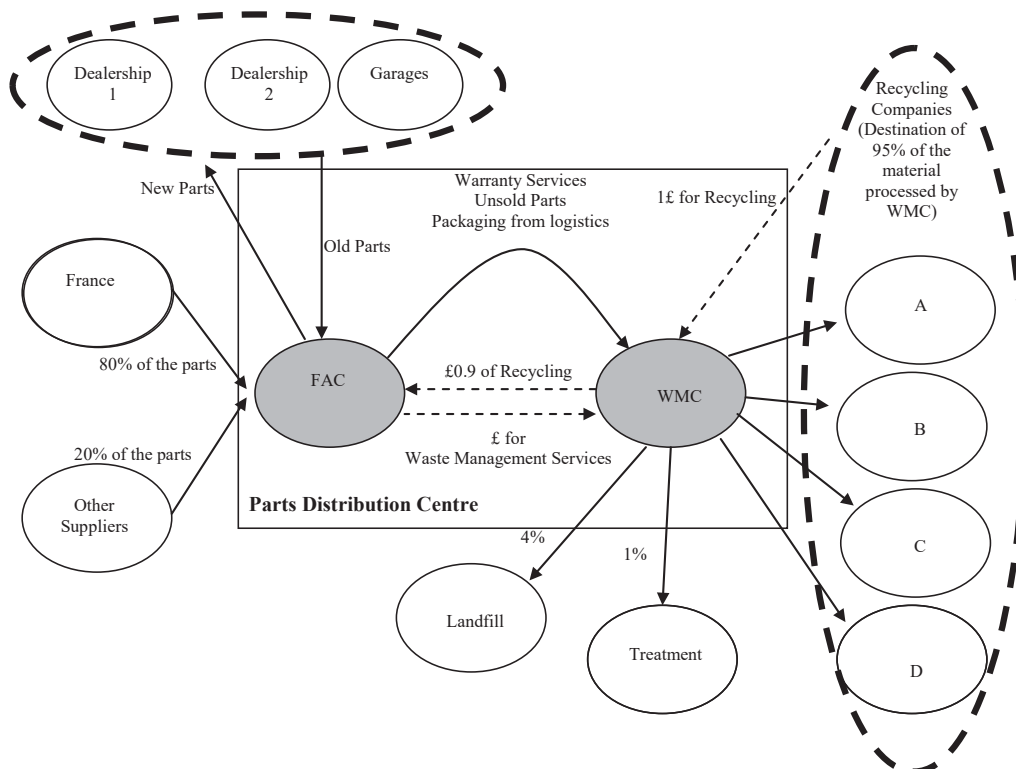 Dealership
1
Dealership
2
Garages
Recycling
Companies
(Destination of
95% of the
material
processed by
WMC)
New Parts
Old Parts
Warranty Services
Unsold Parts
Packaging from logistics
1£ for Recycling
France
80% of the parts
FAC
£0.9 of Recycling
WMC
£ for
Waste Management Services
20% of the parts
Other
Suppliers
Parts Distribution Centre
4%
1%
Landfill
Treatment
A
B
C
D